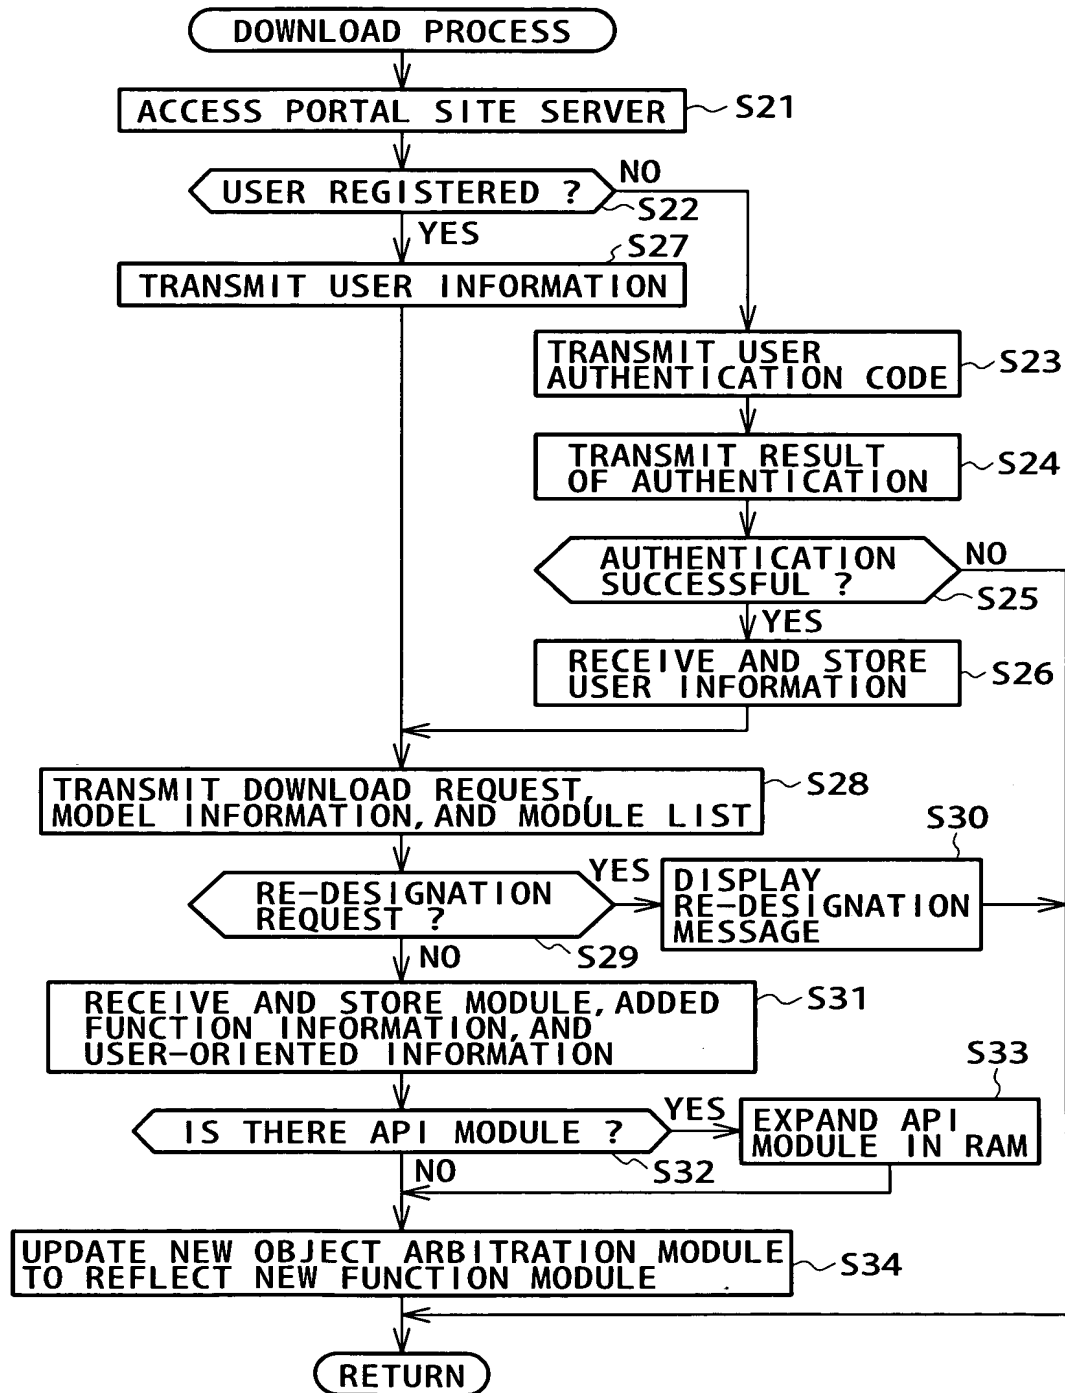 DOWNLOAD PROCESS
ACCESS PORTAL SITE SERVER
S21
USER REGISTERED ?
NO
S22
YES
S27
TRANSMIT USER INFORMATION
TRANSMIT USER
AUTHENTICATION CODE
S23
TRANSMIT RESULT
OF AUTHENTICATION
S24
AUTHENTICATION
SUCCESSFUL ?
NO
S25
YES
RECEIVE AND STORE
USER INFORMATION
S26
TRANSMIT DOWNLOAD REQUEST,
MODEL INFORMATION, AND MODULE LIST
S28
RE-DESIGNATION
REQUEST ?
YES
S29
NO
S30
DISPLAY
RE-DESIGNATION
MESSAGE
RECEIVE AND STORE MODULE, ADDED
FUNCTION INFORMATION, AND
USER-ORIENTED INFORMATION
S31
IS THERE API MODULE ?
YES
S32
NO
S33
EXPAND API
MODULE IN RAM
UPDATE NEW OBJECT ARBITRATION MODULE
TO REFLECT NEW FUNCTION MODULE
S34
RETURN